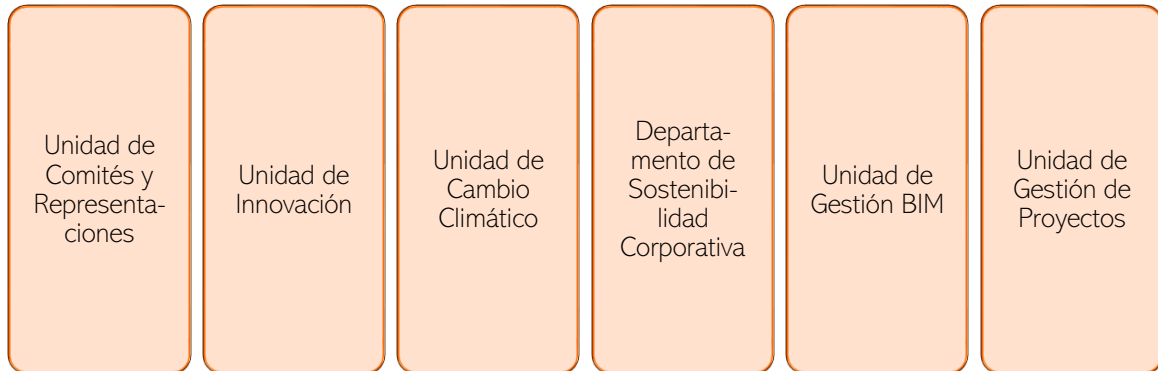 Unidad de
Comités y
Representa-
ciones
Unidad de
Innovación
Unidad de
Cambio
Climático
Departa-
mento de
Sostenibi-
lidad
Corporativa
Unidad de
Gestión BIM
Unidad de
Gestión de
Proyectos